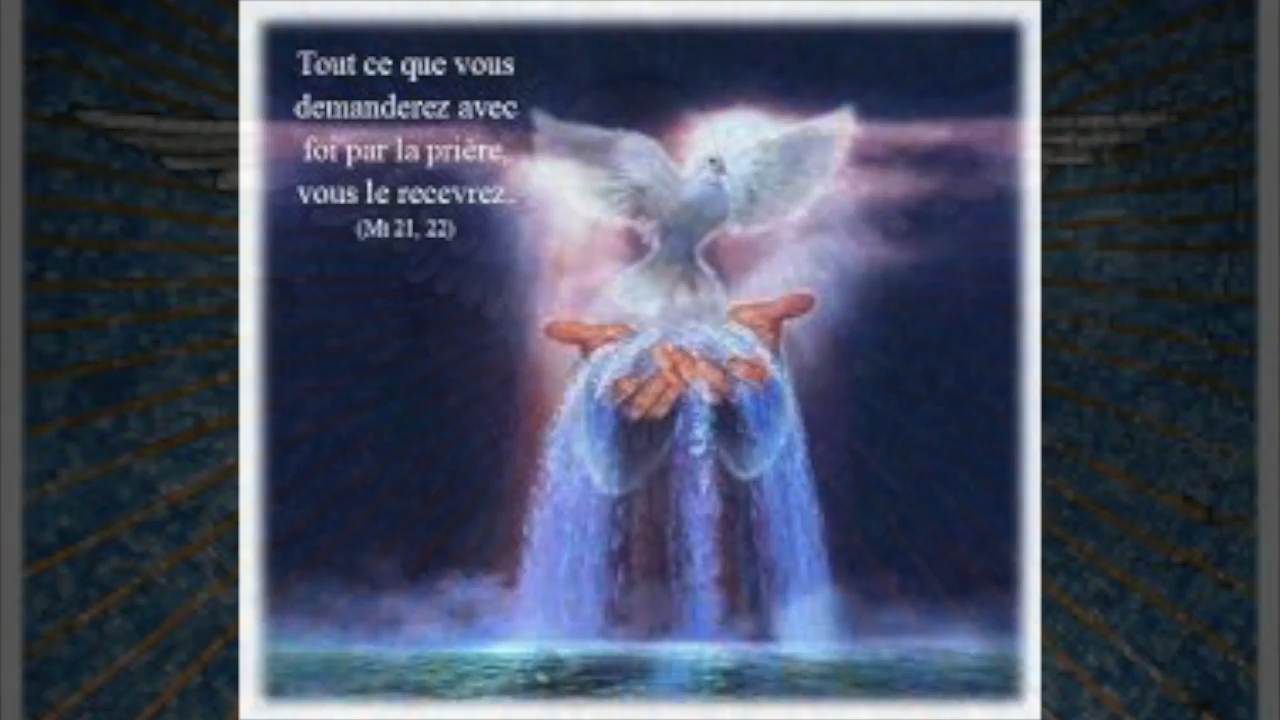 Tout ce que vous
demanderez avec
foi par la prière,
vous le recevrez.
(Mt 21, 22)